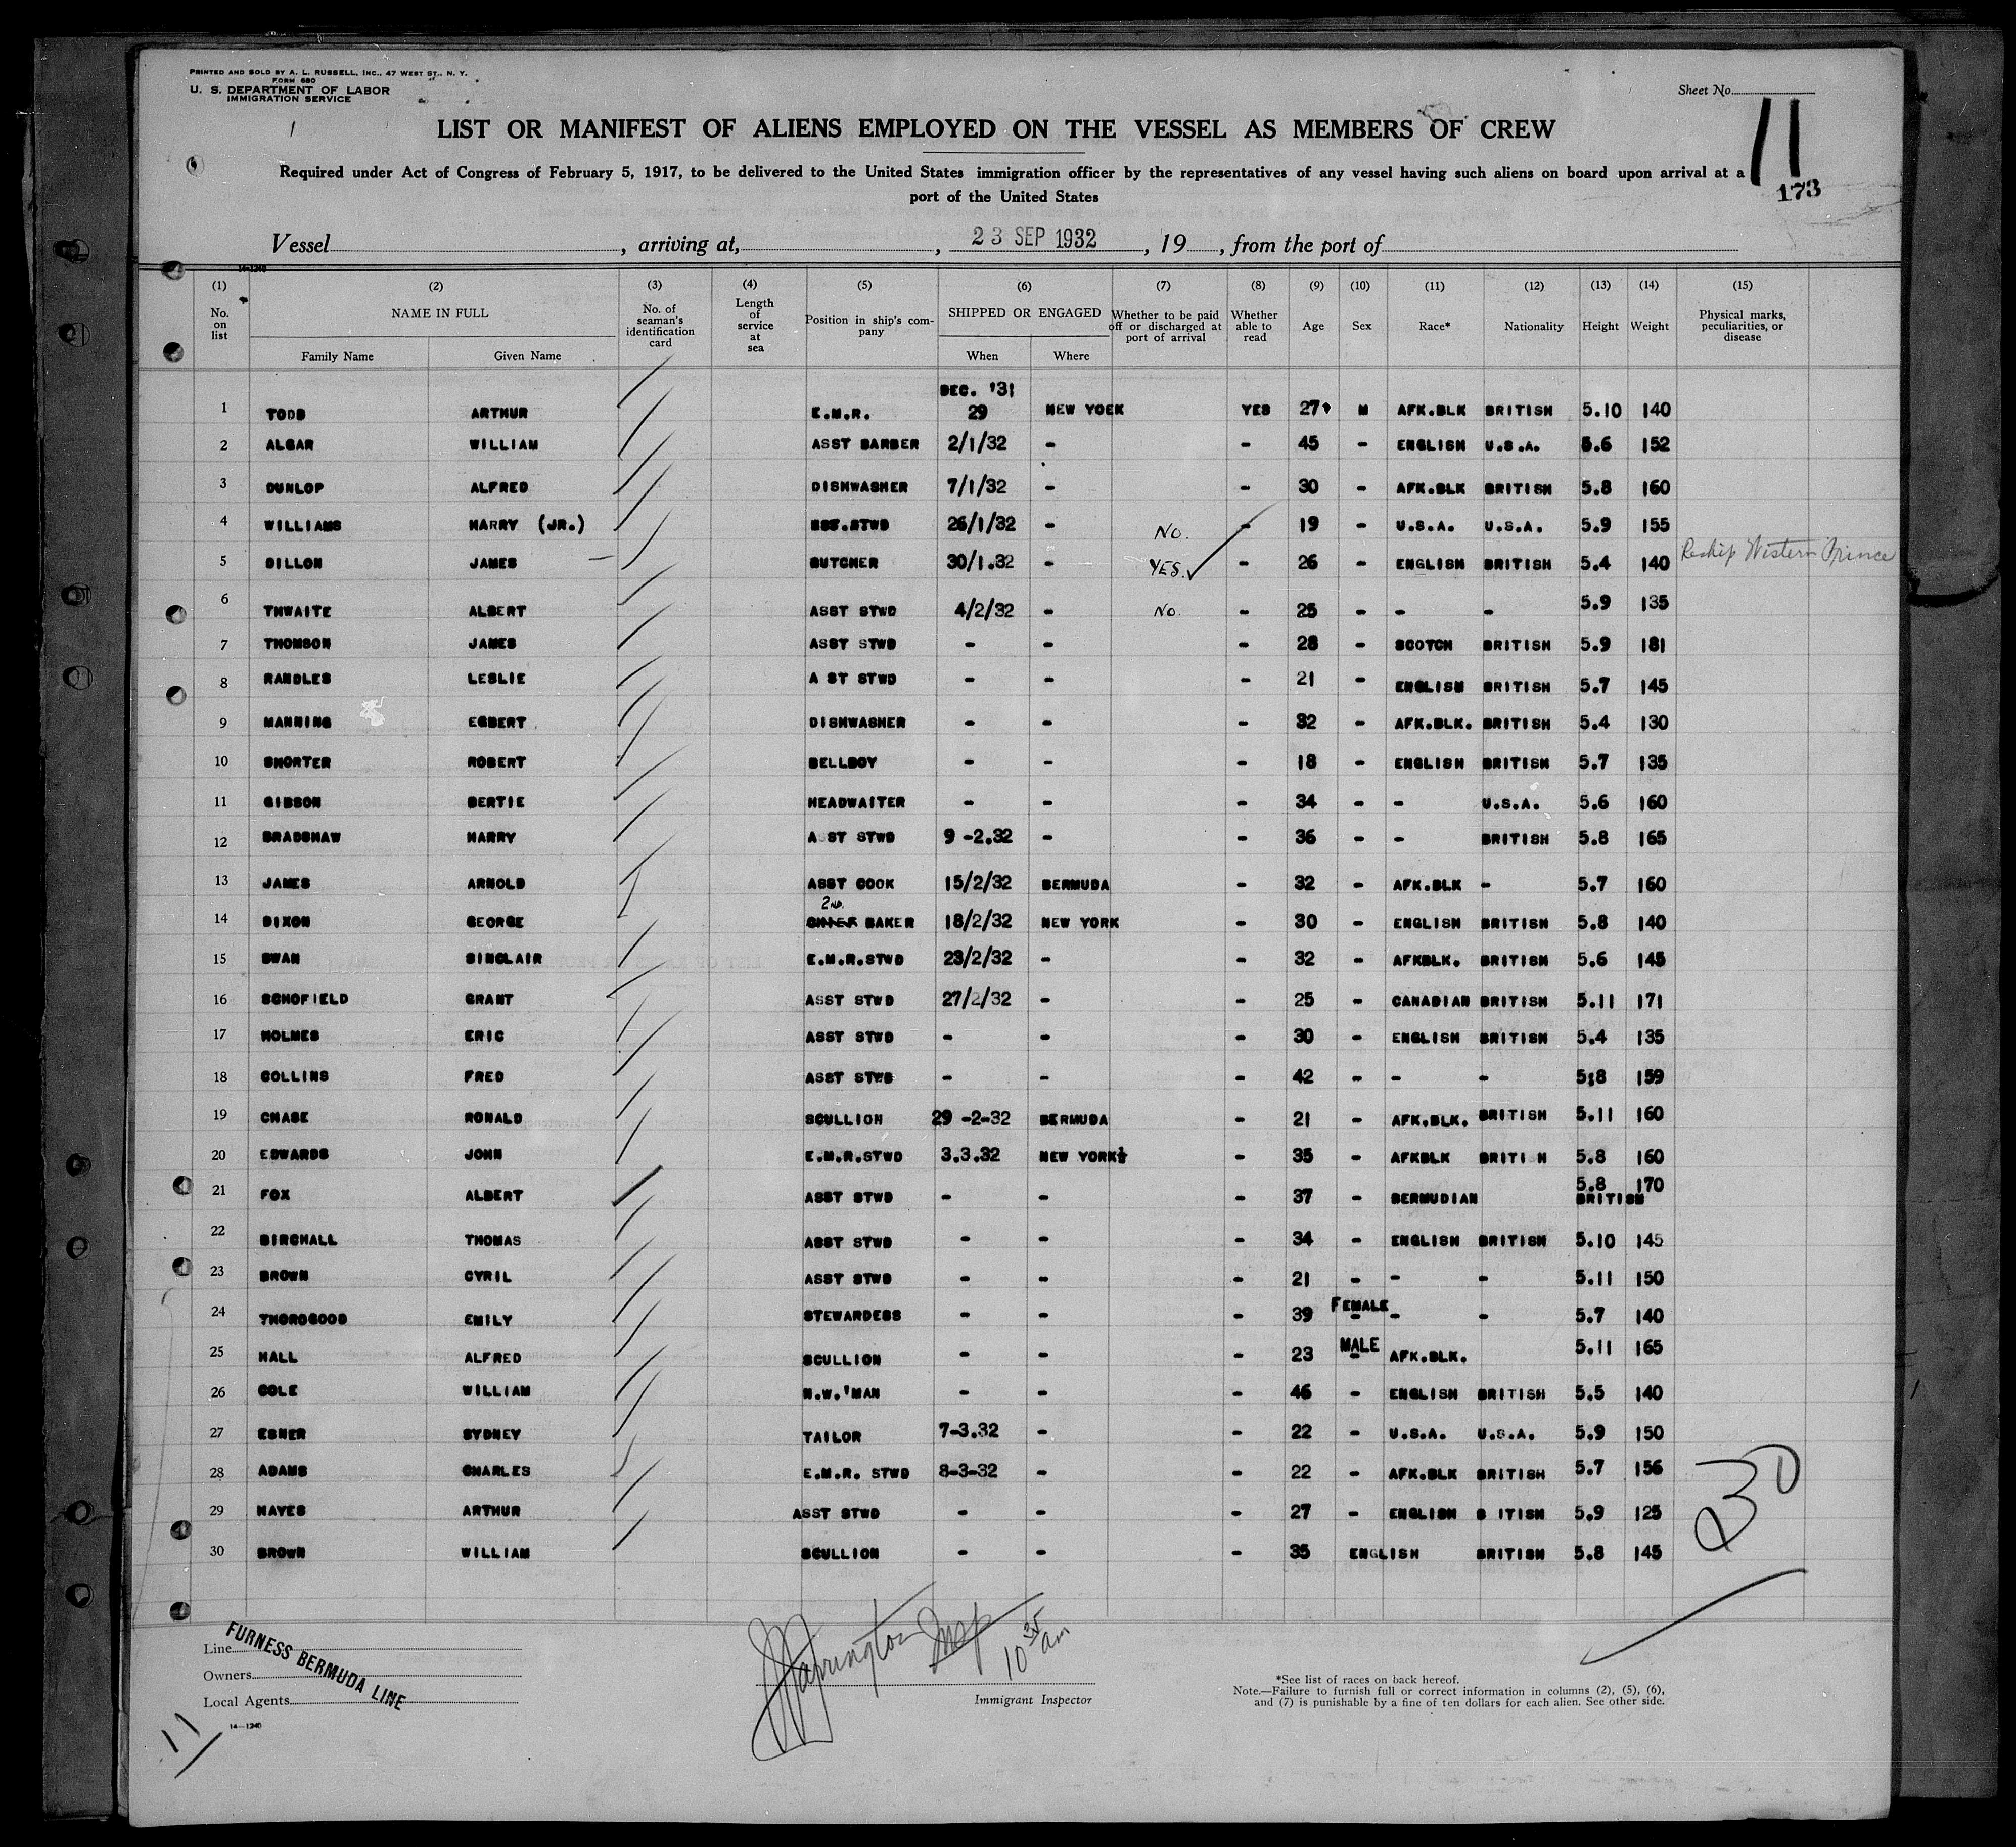 PRINTED AND SOLD BY A. L. RUSSELL, INC., 47 WEST ST., N. Y.
FORM 680
U. S. DEPARTMENT OF LABOR
IMMIGRATION SERVICE
Sheet No.
11
173
LIST OR MANIFEST OF ALIENS EMPLOYED ON THE VESSEL AS MEMBERS OF CREW
Required under Act of Congress of February 5, 1917, to be delivered to the United States immigration officer by the representatives of any vessel having such aliens on board upon arrival at a
port of the United States
Vessel , arriving at, , 23 SEP 1932 , 19 , from the port of
14-1240
(1) (2) (3) (4) (5) (6) (7) (8) (9) (10) (11) (12) (13) (14) (15)
No. on list NAME IN FULL Family Name Given Name No. of seaman's identification card Length of service at sea Position in ship's company SHIPPED OR ENGAGED When Where Whether to be paid off or discharged at port of arrival Whether able to read Age Sex Race* Nationality Height Weight Physical marks, peculiarities, or disease
DEC. '31
1 TODD ARTHUR E.M.R. 29 NEW YOEK YES 27 M AFK.BLK BRITISH 5.10 140
2 ALGAR WILLIAM ASST BARBER 2/1/32 - - 45 - ENGLISH U.S.A. 5.6 152
3 DUNLOP ALFRED DISHWASHER 7/1/32 - - 30 - AFK.BLK BRITISH 5.8 160
4 WILLIAMS HARRY (JR.) STWD 26/1/32 - NO. - 19 - U.S.A. U.S.A. 5.9 155
5 DILLON JAMES BUTCHER 30/1.32 - YES. - 26 - ENGLISH BRITISH 5.4 140 Reship Western Prince
6 THWAITE ALBERT ASST STWD 4/2/32 - NO. - 25 - - - 5.9 135
7 THOMSON JAMES ASST STWD - - - 28 - SCOTCH BRITISH 5.9 181
8 RANDLES LESLIE A ST STWD - - - 21 - ENGLISH BRITISH 5.7 145
9 MANNING EGBERT DISHWASHER - - - 32 - AFK.BLK. BRITISH 5.4 130
10 SHORTER ROBERT BELLBOY - - - 18 - ENGLISH BRITISH 5.7 135
11 GIBSON BERTIE HEADWAITER - - - 34 - - U.S.A. 5.6 160
12 BRADSHAW HARRY ASST STWD 9 -2.32 - - 36 - - BRITISH 5.8 165
13 JAMES ARNOLD ASST COOK 15/2/32 BERMUDA - 32 - AFK.BLK - 5.7 160
2ND.
14 DIXON GEORGE CHIEF BAKER 18/2/32 NEW YORK - 30 - ENGLISH BRITISH 5.8 140
15 SWAN SINCLAIR E.M.R.STWD 23/2/32 - - 32 - AFKBLK. BRITISH 5.6 145
16 SCHOFIELD GRANT ASST STWD 27/2/32 - - 25 - CANADIAN BRITISH 5.11 171
17 HOLMES ERIC ASST STWD - - - 30 - ENGLISH BRITISH 5.4 135
18 COLLINS FRED ASST STWD - - - 42 - - - 5;8 159
19 CHASE RONALD SCULLION 29 -2-32 BERMUDA - 21 - AFK.BLK. BRITISH 5.11 160
20 EDWARDS JOHN E.M.R.STWD 3.3.32 NEW YORK - 35 - AFKBLK BRITI H 5.8 160
21 FOX ALBERT ASST STWD - - - 37 - BERMUDIAN BRITISH 5.8 170
22 BIRCHALL THOMAS ASST STWD - - - 34 - ENGLISH BRITISH 5.10 145
23 BROWN CYRIL ASST STWD - - - 21 - - - 5.11 150
24 THOROGOOD EMILY STEWARDESS - - - 39 FEMALE - - - 5.7 140
25 HALL ALFRED SCULLION - - - 23 MALE - AFK.BLK. 5.11 165
26 COLE WILLIAM N.W.'MAN - - - 46 - ENGLISH BRITISH 5.5 140
27 ESNER SYDNEY TAILOR 7-3.32 - - 22 - U.S.A. U.S.A. 5.9 150
28 ADAMS CHARLES E.M.R. STWD 8-3-32 - - 22 - AFK.BLK BRITISH 5.7 156
29 HAYES ARTHUR ASST STWD - - - 27 - ENGLISH B ITISH 5.9 125
30 BROWN WILLIAM SCULLION - - - 35 ENGLISH BRITISH 5.8 145
30
Line
Owners
Local Agents
FURNESS BERMUDA LINE
14-1240
11
Insp
10 30 am
Immigrant Inspector
*See list of races on back hereof.
Note.—Failure to furnish full or correct information in columns (2), (5), (6),
and (7) is punishable by a fine of ten dollars for each alien. See other side.